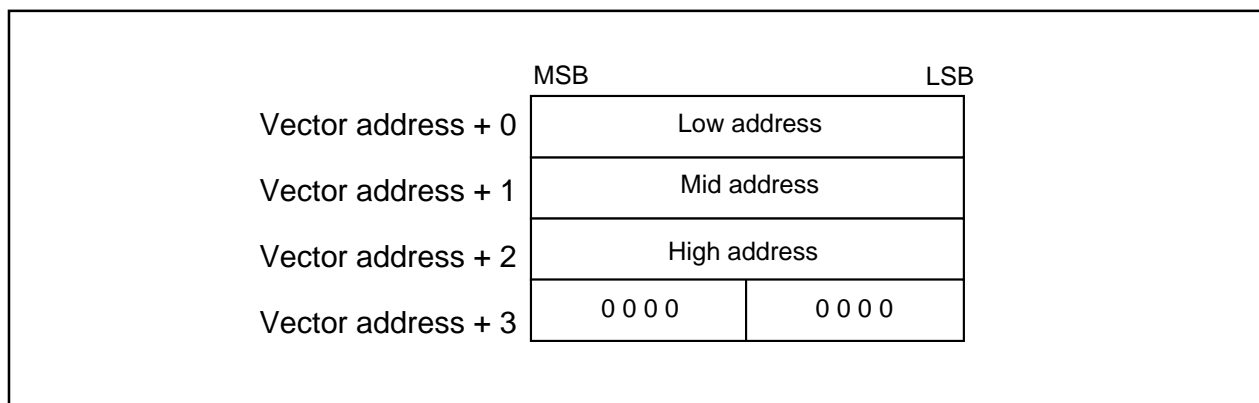 MSB LSB
Vector address + 0 Low address
Vector address + 1 Mid address
Vector address + 2 High address
Vector address + 3 0 0 0 0 0 0 0 0